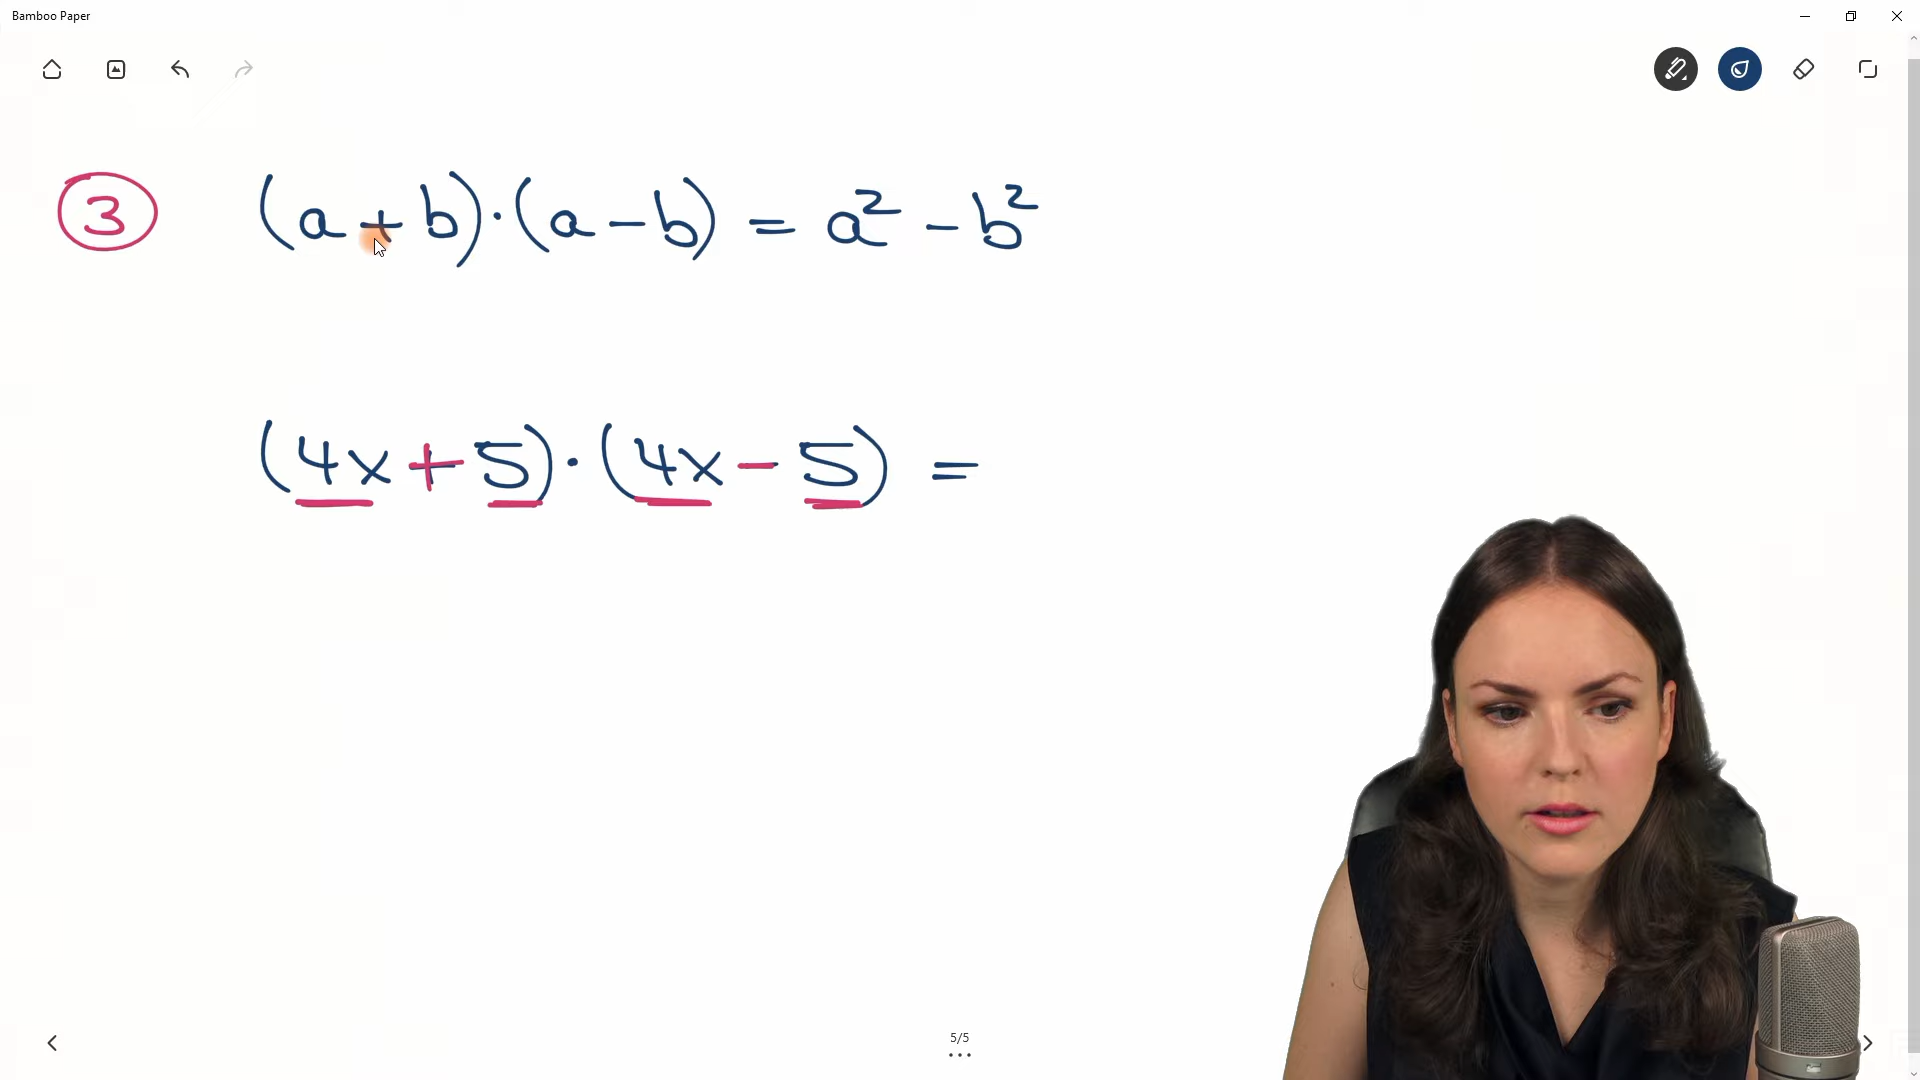 Bamboo Paper
3 (a + b) · (a − b) = a² − b²
(4x + 5) · (4x − 5) =
5/5